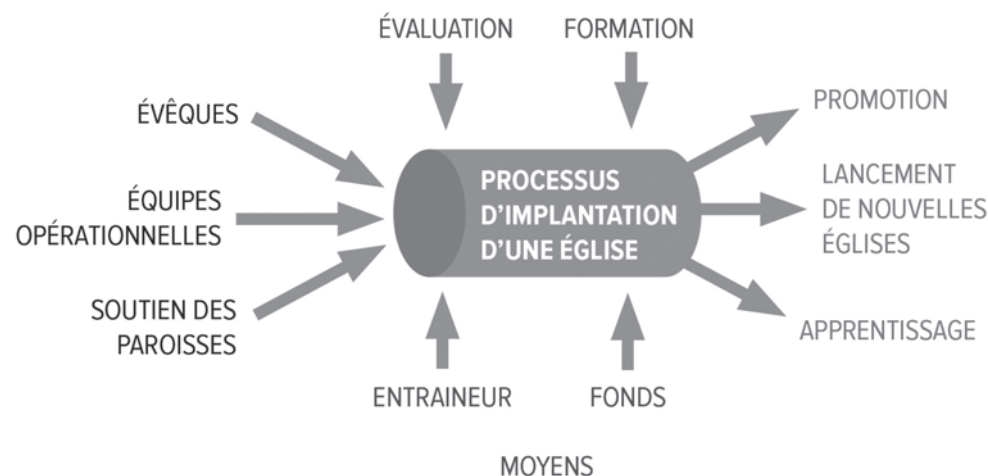 ÉVALUATION
FORMATION
ÉVÊQUES
ÉQUIPES
OPÉRATIONNELLES
SOUTIEN DES
PAROISSES
PROCESSUS
D’IMPLANTATION
D’UNE ÉGLISE
PROMOTION
LANCEMENT
DE NOUVELLES
ÉGLISES
APPRENTISSAGE
ENTRAINEUR
FONDS
MOYENS